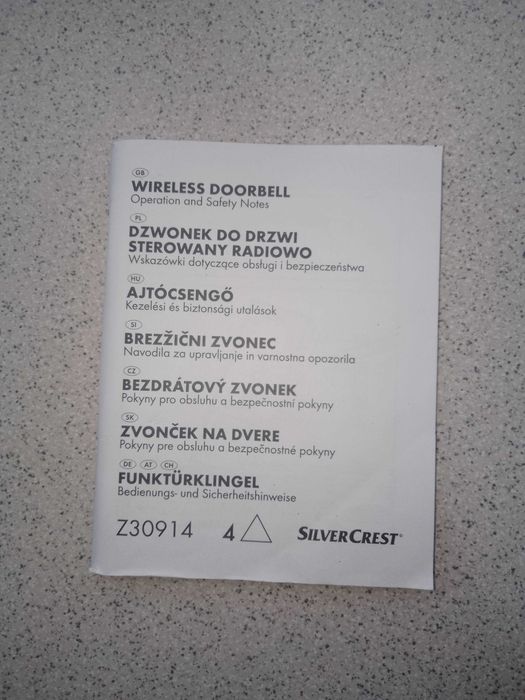 GB
WIRELESS DOORBELL
Operation and Safety Notes
PL
DZWONEK DO DRZWI
STEROWANY RADIOWO
Wskazówki dotyczące obsługi i bezpieczeństwa
HU
AJTÓCSENGŐ
Kezelési és biztonsági utalások
SI
BREZŽIČNI ZVONEC
Navodila za upravljanje in varnostna opozorila
CZ
BEZDRÁTOVÝ ZVONEK
Pokyny pro obsluhu a bezpečnostní pokyny
SK
ZVONČEK NA DVERE
Pokyny pre obsluhu a bezpečnostné pokyny
DE AT CH
FUNKTÜRKLINGEL
Bedienungs- und Sicherheitshinweise
Z30914 4 SILVERCREST®